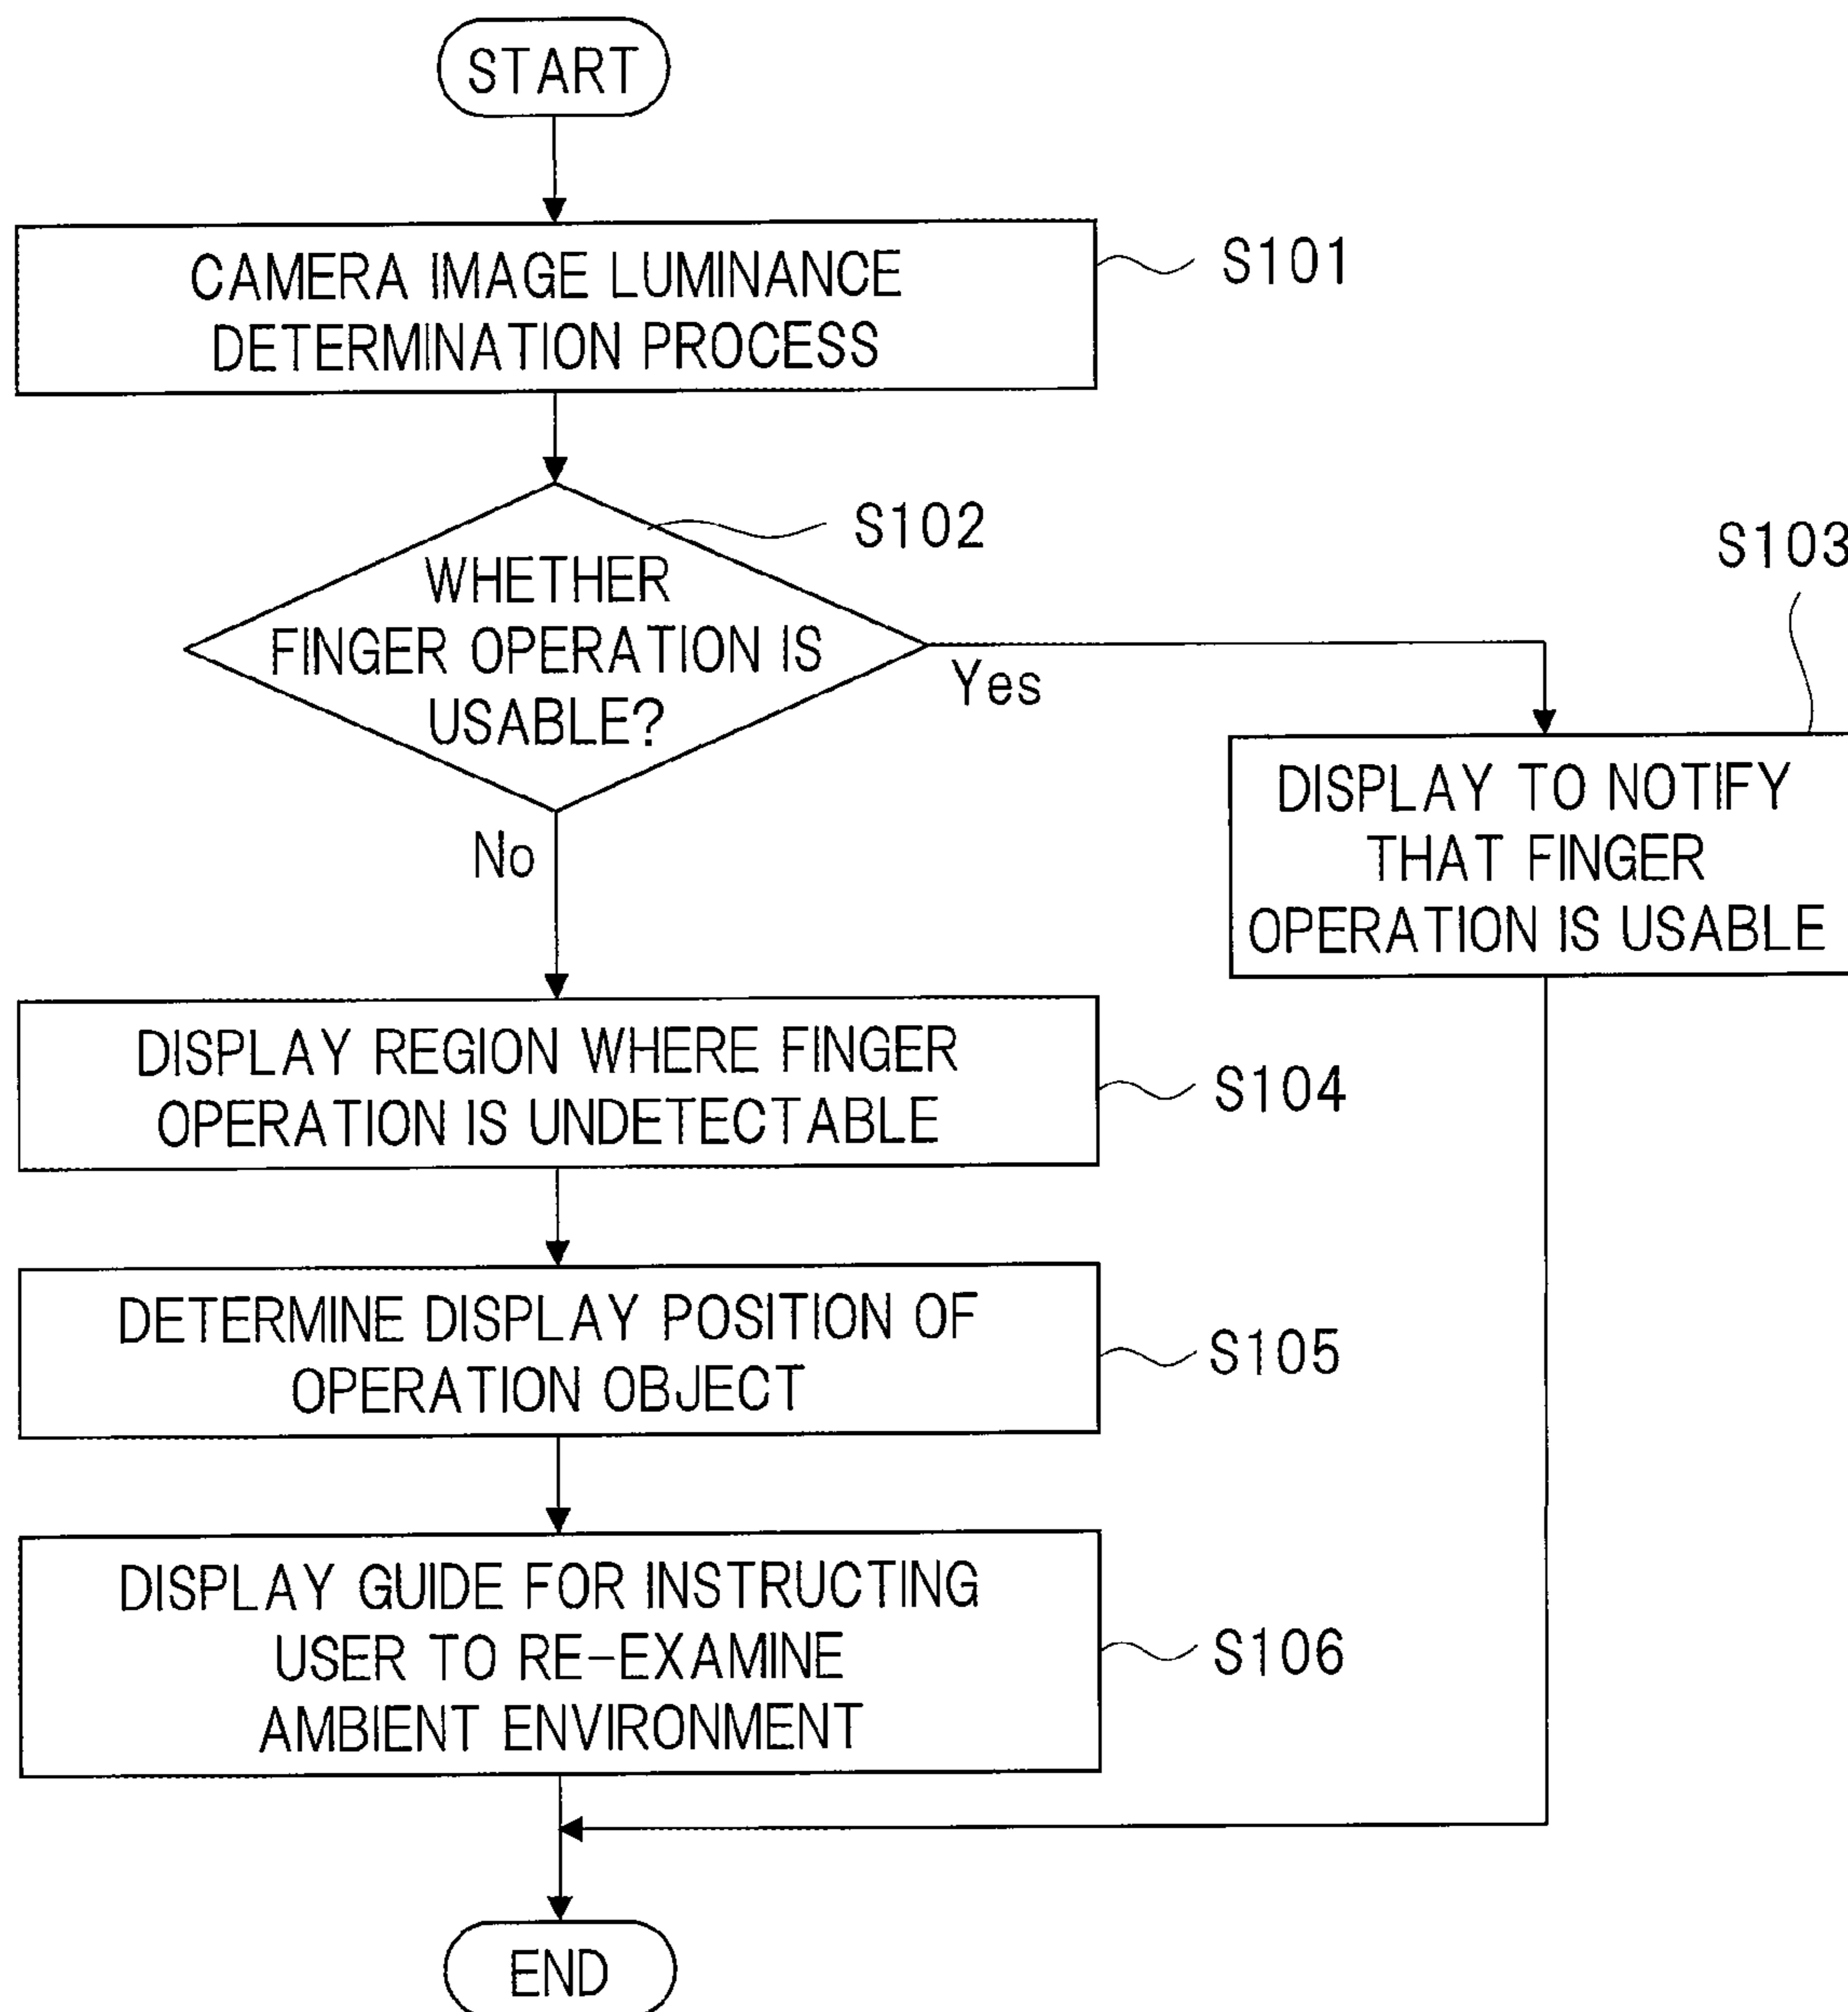 START
CAMERA IMAGE LUMINANCE
DETERMINATION PROCESS
S101
S102
WHETHER
FINGER OPERATION IS
USABLE?
Yes
No
S103
DISPLAY TO NOTIFY
THAT FINGER
OPERATION IS USABLE
DISPLAY REGION WHERE FINGER
OPERATION IS UNDETECTABLE
S104
DETERMINE DISPLAY POSITION OF
OPERATION OBJECT
S105
DISPLAY GUIDE FOR INSTRUCTING
USER TO RE-EXAMINE
AMBIENT ENVIRONMENT
S106
END